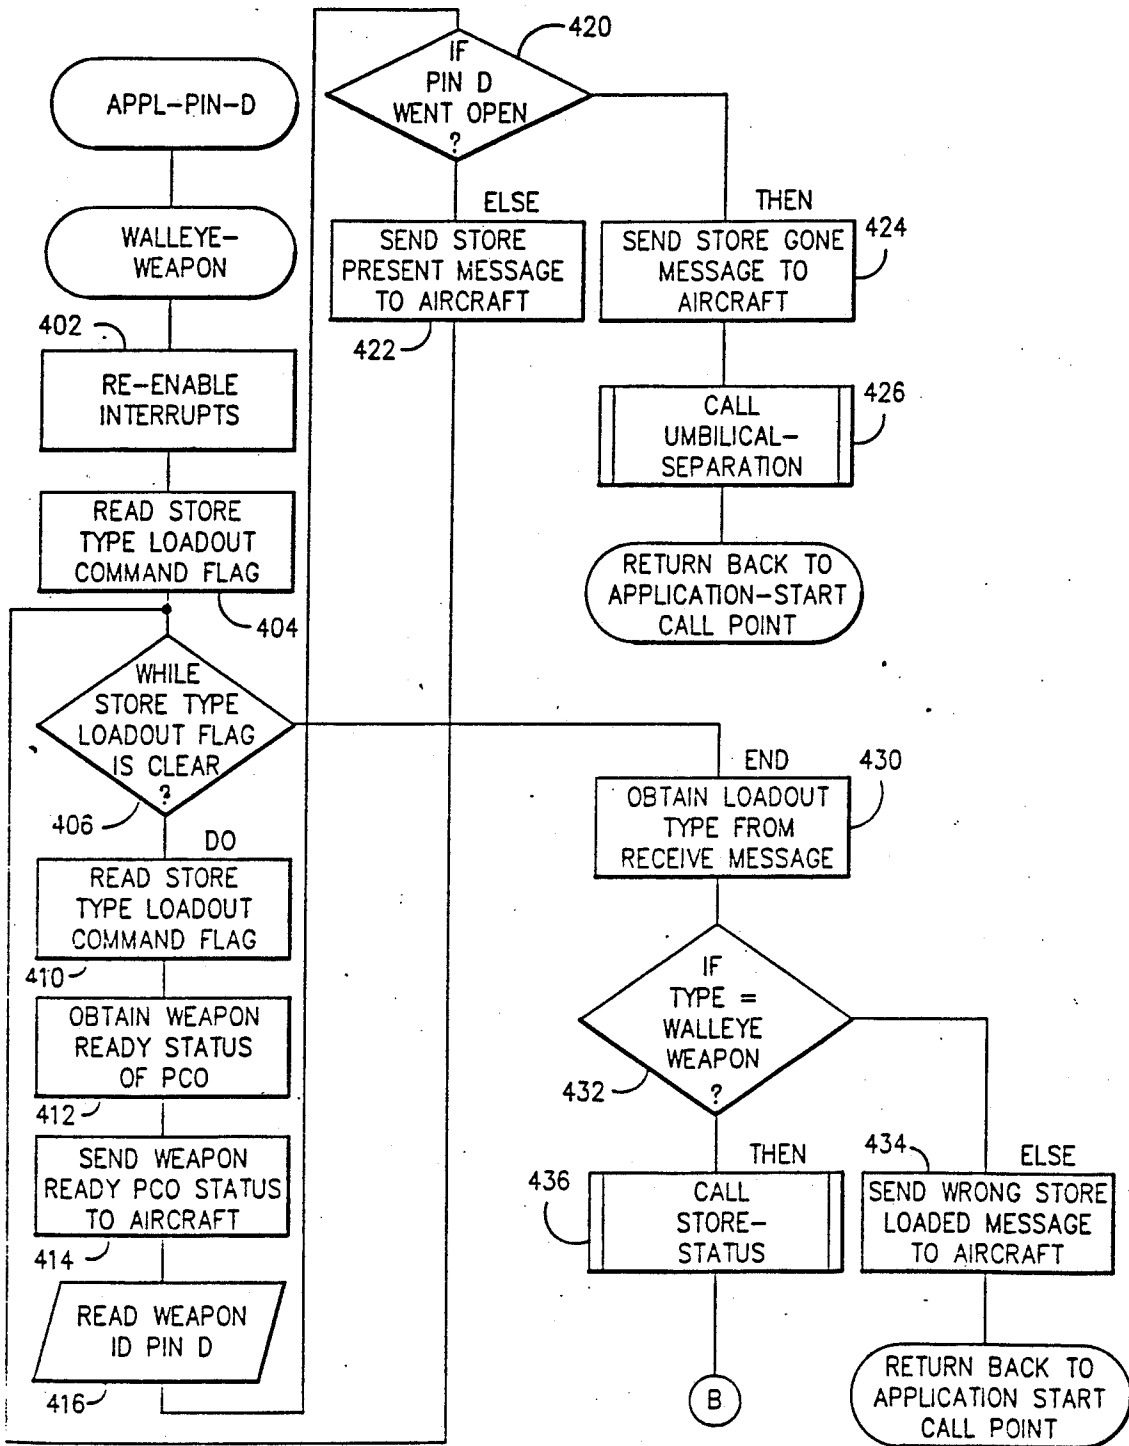 APPL-PIN-D
WALLEYE-
WEAPON
402
RE-ENABLE
INTERRUPTS
READ STORE
TYPE LOADOUT
COMMAND FLAG
404
WHILE
STORE TYPE
LOADOUT FLAG
IS CLEAR
?
406
DO
READ STORE
TYPE LOADOUT
COMMAND FLAG
410
OBTAIN WEAPON
READY STATUS
OF PCO
412
SEND WEAPON
READY PCO STATUS
TO AIRCRAFT
414
READ WEAPON
ID PIN D
416
420
IF
PIN D
WENT OPEN
?
ELSE
SEND STORE
PRESENT MESSAGE
TO AIRCRAFT
422
THEN
SEND STORE GONE
MESSAGE TO
AIRCRAFT
424
CALL
UMBILICAL-
SEPARATION
426
RETURN BACK TO
APPLICATION-START
CALL POINT
END
430
OBTAIN LOADOUT
TYPE FROM
RECEIVE MESSAGE
IF
TYPE =
WALLEYE
WEAPON
?
432
THEN
436
CALL
STORE-
STATUS
B
434
ELSE
SEND WRONG STORE
LOADED MESSAGE
TO AIRCRAFT
RETURN BACK TO
APPLICATION START
CALL POINT